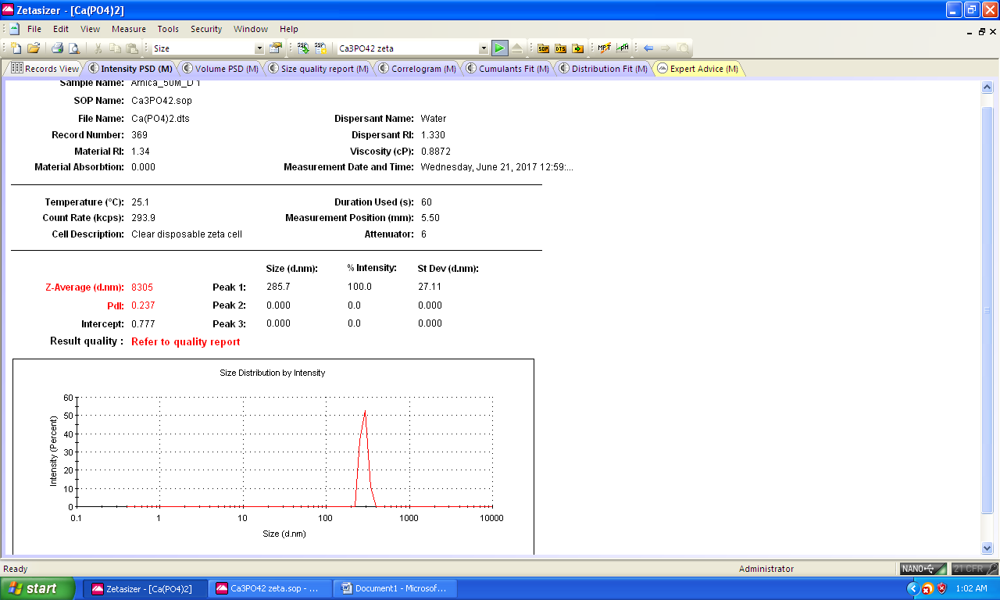 Zetasizer - [Ca(PO4)2]
File Edit View Measure Tools Security Window Help
Size Ca3PO42 zeta SOP DTS MPT pH
Records View Intensity PSD (M) Volume PSD (M) Size quality report (M) Correlogram (M) Cumulants Fit (M) Distribution Fit (M) Expert Advice (M)
Sample Name: Arnica_50M_D 1
SOP Name: Ca3PO42.sop
File Name: Ca(PO4)2.dts Dispersant Name: Water
Record Number: 369 Dispersant RI: 1.330
Material RI: 1.34 Viscosity (cP): 0.8872
Material Absorbtion: 0.000 Measurement Date and Time: Wednesday, June 21, 2017 12:59:...
Temperature (°C): 25.1 Duration Used (s): 60
Count Rate (kcps): 293.9 Measurement Position (mm): 5.50
Cell Description: Clear disposable zeta cell Attenuator: 6
Size (d.nm): % Intensity: St Dev (d.nm):
Z-Average (d.nm): 8305 Peak 1: 285.7 100.0 27.11
PdI: 0.237 Peak 2: 0.000 0.0 0.000
Intercept: 0.777 Peak 3: 0.000 0.0 0.000
Result quality : Refer to quality report
Size Distribution by Intensity
Intensity (Percent)
60
50
40
30
20
10
0
0.1 1 10 100 1000 10000
Size (d.nm)
Ready Administrator NANO 21 CFR
start Zetasizer - [Ca(PO4)2] Ca3PO42 zeta.sop - ... Document1 - Microsof... 1:02 AM